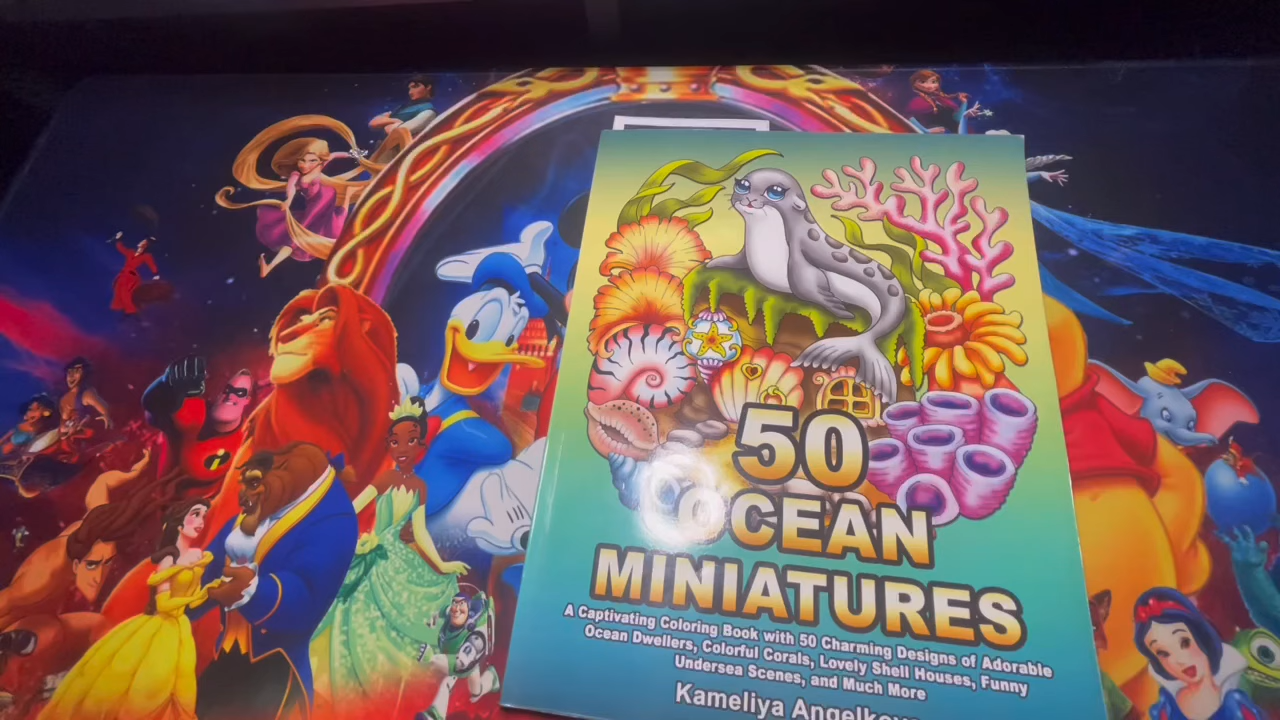 50
OCEAN
MINIATURES
A Captivating Coloring Book with 50 Charming Designs of Adorable
Ocean Dwellers, Colorful Corals, Lovely Shell Houses, Funny
Undersea Scenes, and Much More
Kameliya